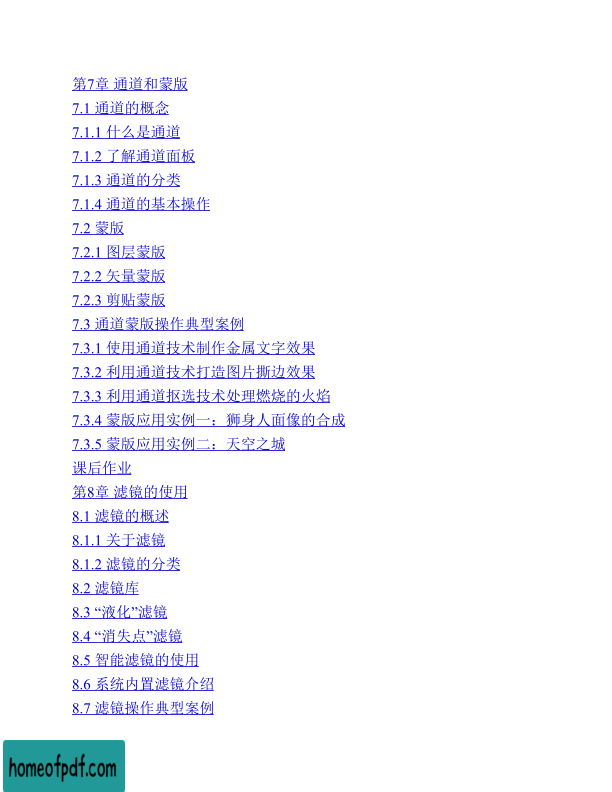 第7章 通道和蒙版
7.1 通道的概念
7.1.1 什么是通道
7.1.2 了解通道面板
7.1.3 通道的分类
7.1.4 通道的基本操作
7.2 蒙版
7.2.1 图层蒙版
7.2.2 矢量蒙版
7.2.3 剪贴蒙版
7.3 通道蒙版操作典型案例
7.3.1 使用通道技术制作金属文字效果
7.3.2 利用通道技术打造图片撕边效果
7.3.3 利用通道抠选技术处理燃烧的火焰
7.3.4 蒙版应用实例一：狮身人面像的合成
7.3.5 蒙版应用实例二：天空之城
课后作业
第8章 滤镜的使用
8.1 滤镜的概述
8.1.1 关于滤镜
8.1.2 滤镜的分类
8.2 滤镜库
8.3 “液化”滤镜
8.4 “消失点”滤镜
8.5 智能滤镜的使用
8.6 系统内置滤镜介绍
8.7 滤镜操作典型案例
homeofpdf.com